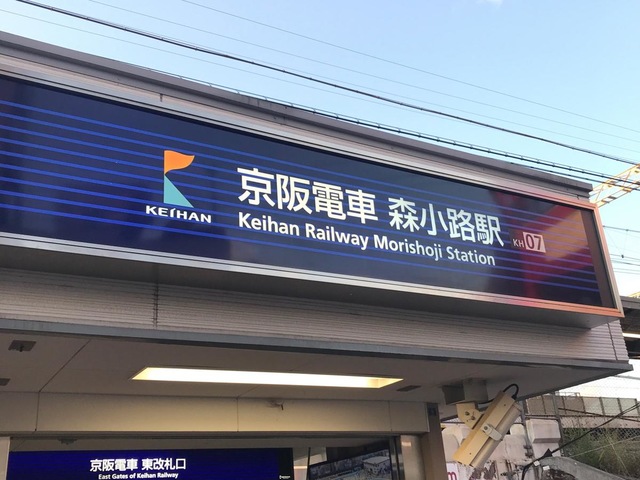 KEIHAN
京阪電車 森小路駅
Keihan Railway Morishoji Station
KH 07
京阪電車 東改札口
East Gates of Keihan Railway